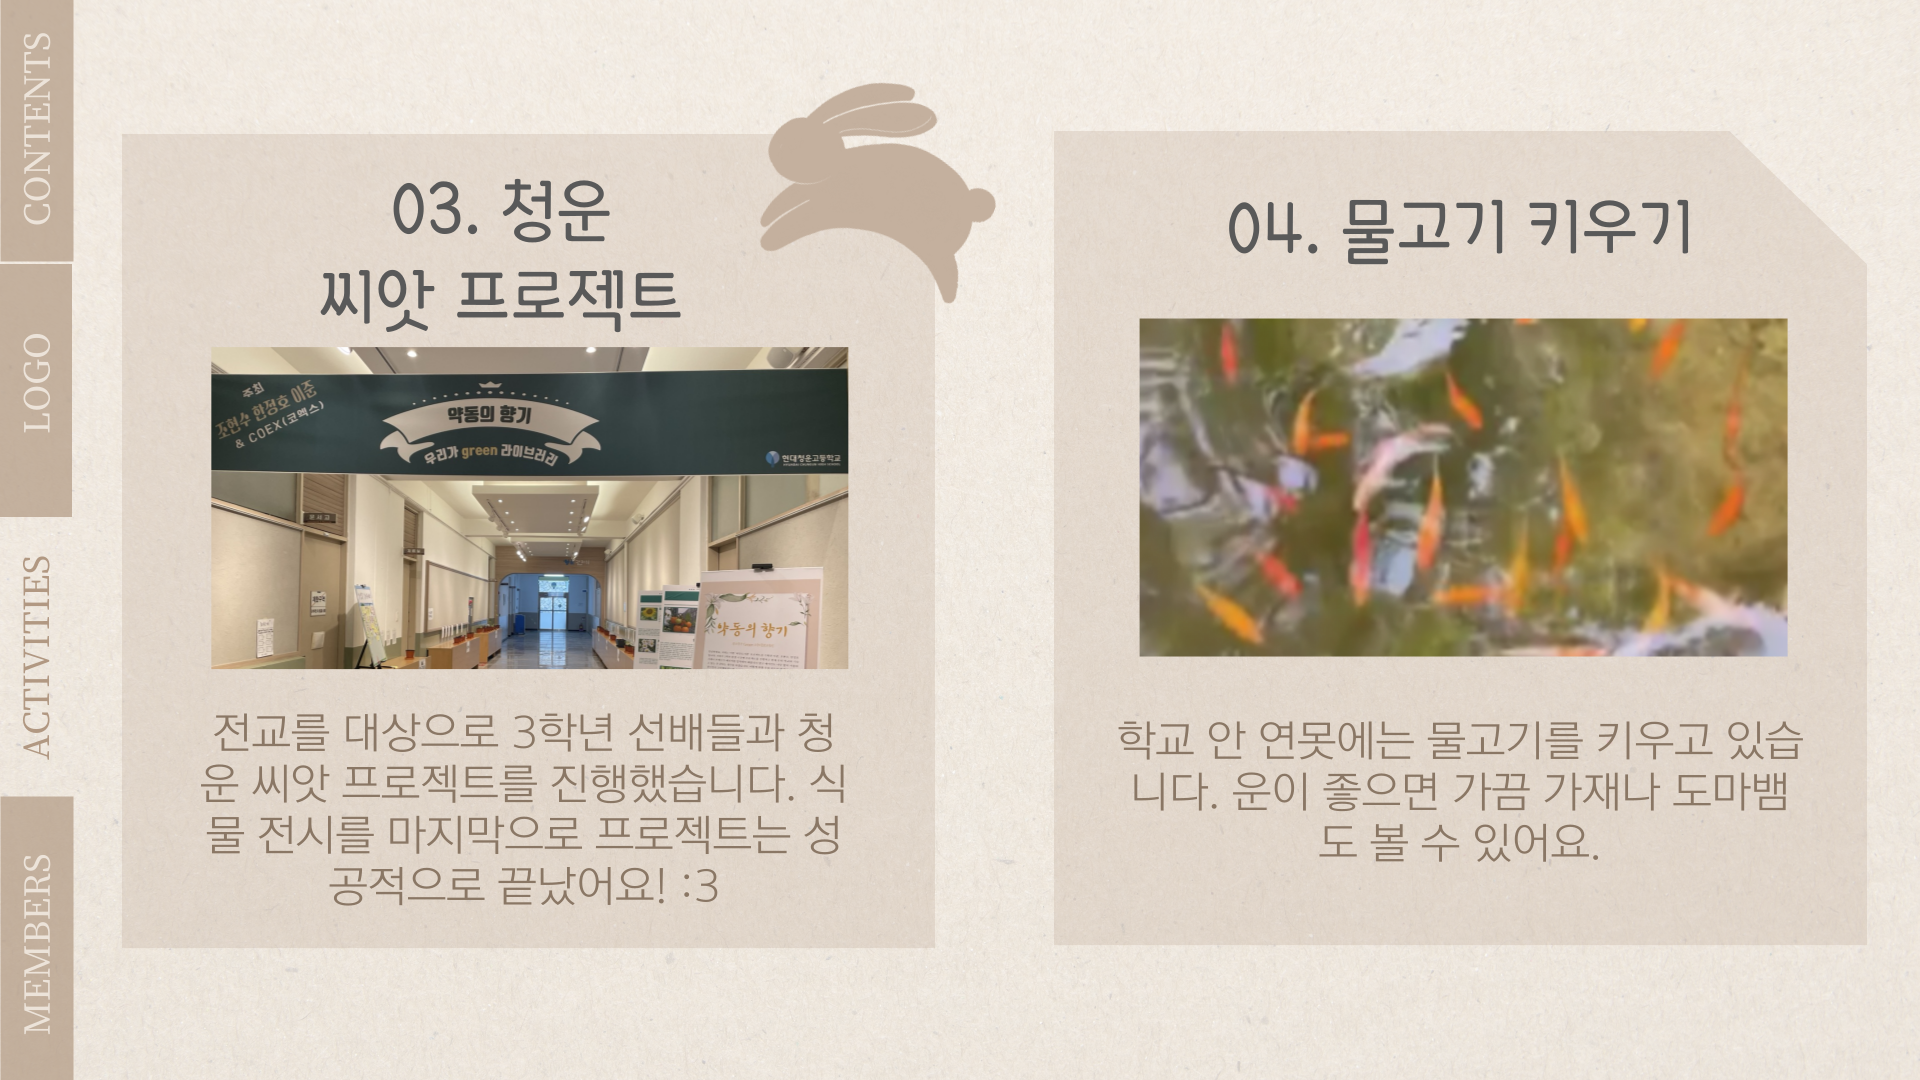 CONTENTS
LOGO
ACTIVITIES
MEMBERS
03. 청운
씨앗 프로젝트
주최
조현수 한정호 이준
& COEX(코엑스)
약동의 향기
우리가 green 라이브러리
현대청운고등학교
약동의 향기
전교를 대상으로 3학년 선배들과 청
운 씨앗 프로젝트를 진행했습니다. 식
물 전시를 마지막으로 프로젝트는 성
공적으로 끝났어요! :3
04. 물고기 키우기
학교 안 연못에는 물고기를 키우고 있습
니다. 운이 좋으면 가끔 가재나 도마뱀
도 볼 수 있어요.